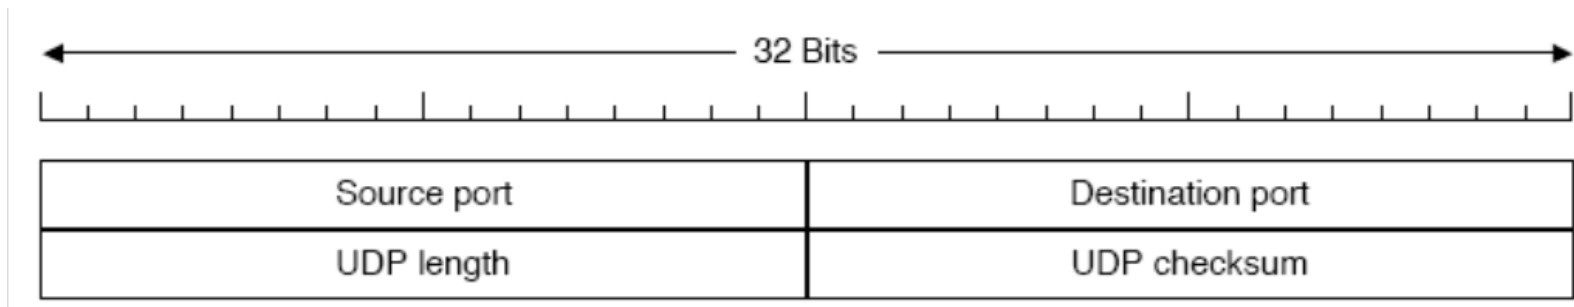 32 Bits
Source port
Destination port
UDP length
UDP checksum